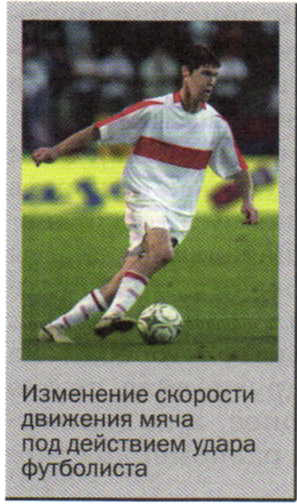 Изменение скорости
движения мяча
под действием удара
футболиста